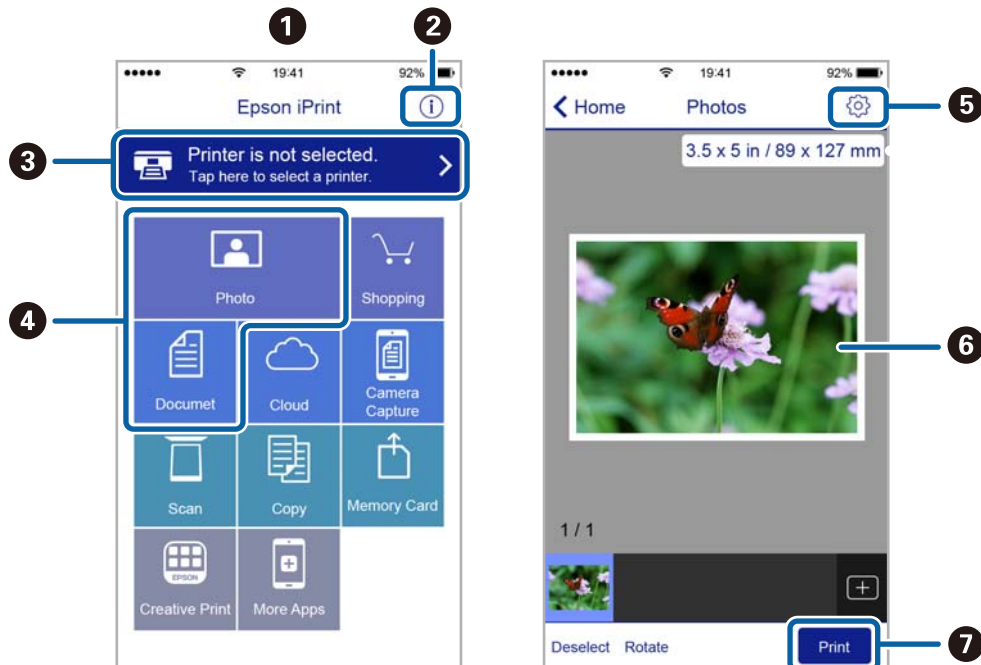 1
2
19:41
92%
Epson iPrint
3
Printer is not selected.
Tap here to select a printer.
4
Photo
Shopping
Documet
Cloud
Camera
Capture
Scan
Copy
Memory Card
EPSON
Creative Print
More Apps
19:41
92%
Home
Photos
5
3.5 x 5 in / 89 x 127 mm
6
1 / 1
Deselect
Rotate
Print
7